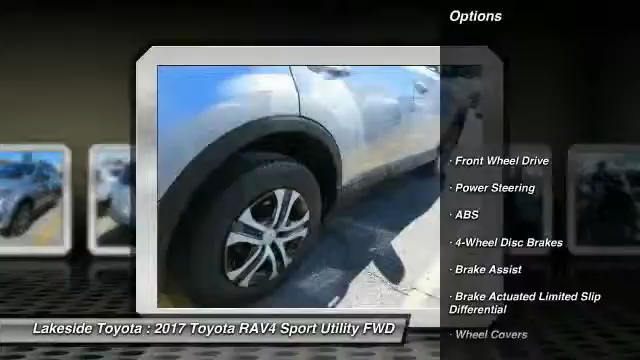 Options
· Front Wheel Drive
· Power Steering
· ABS
· 4-Wheel Disc Brakes
· Brake Assist
· Brake Actuated Limited Slip
Differential
· Wheel Covers
Lakeside Toyota : 2017 Toyota RAV4 Sport Utility FWD